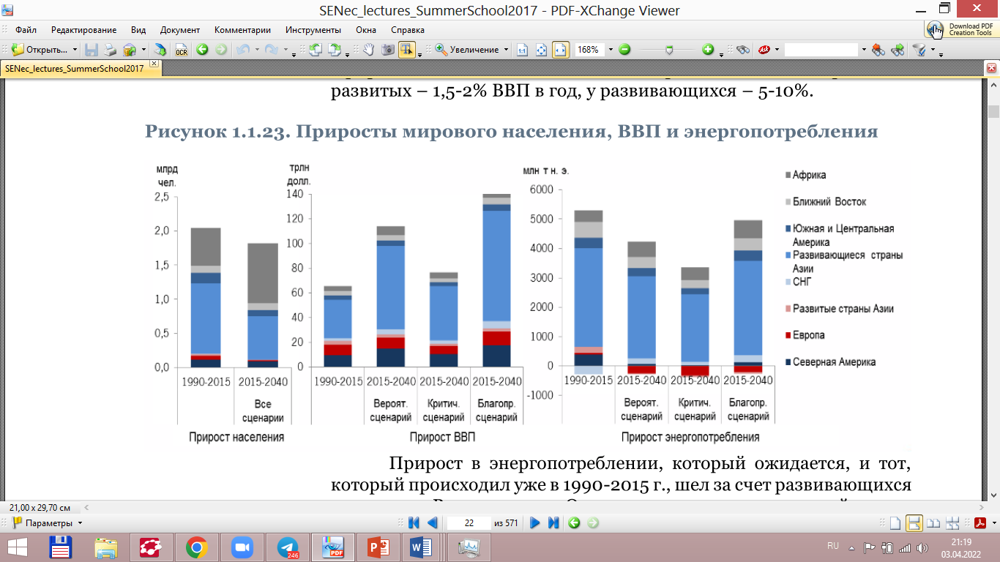 SENec_lectures_SummerSchool2017 - PDF-XChange Viewer
Файл Редактирование Вид Документ Комментарии Инструменты Окна Справка
Download PDF
Creation Tools
Открыть... OCR Увеличение 168%
SENec_lectures_SummerSchool2017
развитых – 1,5-2% ВВП в год, у развивающихся – 5-10%.
Рисунок 1.1.23. Приросты мирового населения, ВВП и энергопотребления
млрд
чел.
2,5
2,0
1,5
1,0
0,5
0,0
1990-2015 2015-2040
Все
сценарии
Прирост населения
трлн
долл.
140
120
100
80
60
40
20
0
1990-2015 2015-2040 2015-2040 2015-2040
Вероят. Критич. Благопр.
сценарий сценарий сценарий
Прирост ВВП
млн т н. э.
6000
5000
4000
3000
2000
1000
0
-1000
1990-2015 2015-2040 2015-2040 2015-2040
Вероят. Критич. Благопр.
сценарий сценарий сценарий
Прирост энергопотребления
Африка
Ближний Восток
Южная и Центральная
Америка
Развивающиеся страны
Азии
СНГ
Развитые страны Азии
Европа
Северная Америка
Прирост в энергопотреблении, который ожидается, и тот,
который происходил уже в 1990-2015 г., шел за счет развивающихся
21,00 x 29,70 см
Параметры 22 из 571
246 PDF RU 21:19
03.04.2022